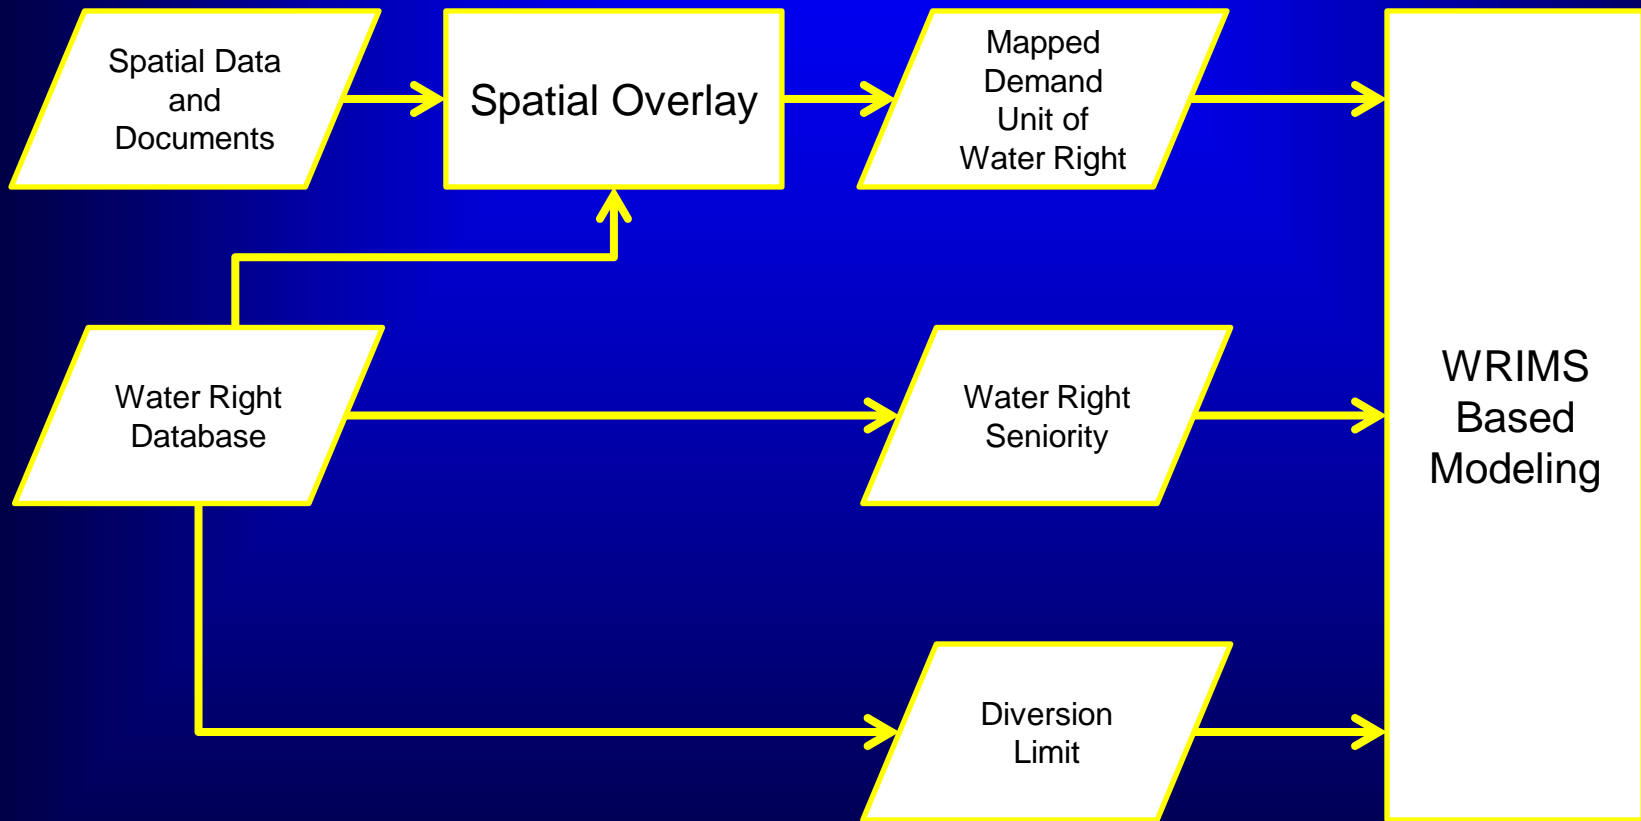 Spatial Data
and
Documents
Spatial Overlay
Mapped
Demand
Unit of
Water Right
Water Right
Database
Water Right
Seniority
WRIMS
Based
Modeling
Diversion
Limit